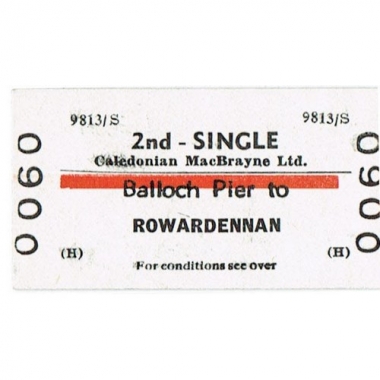 9813/S 9813/S
2nd - SINGLE
Caledonian MacBrayne Ltd.
Balloch Pier to
ROWARDENNAN
(H) (H)
For conditions see over
0060
0060